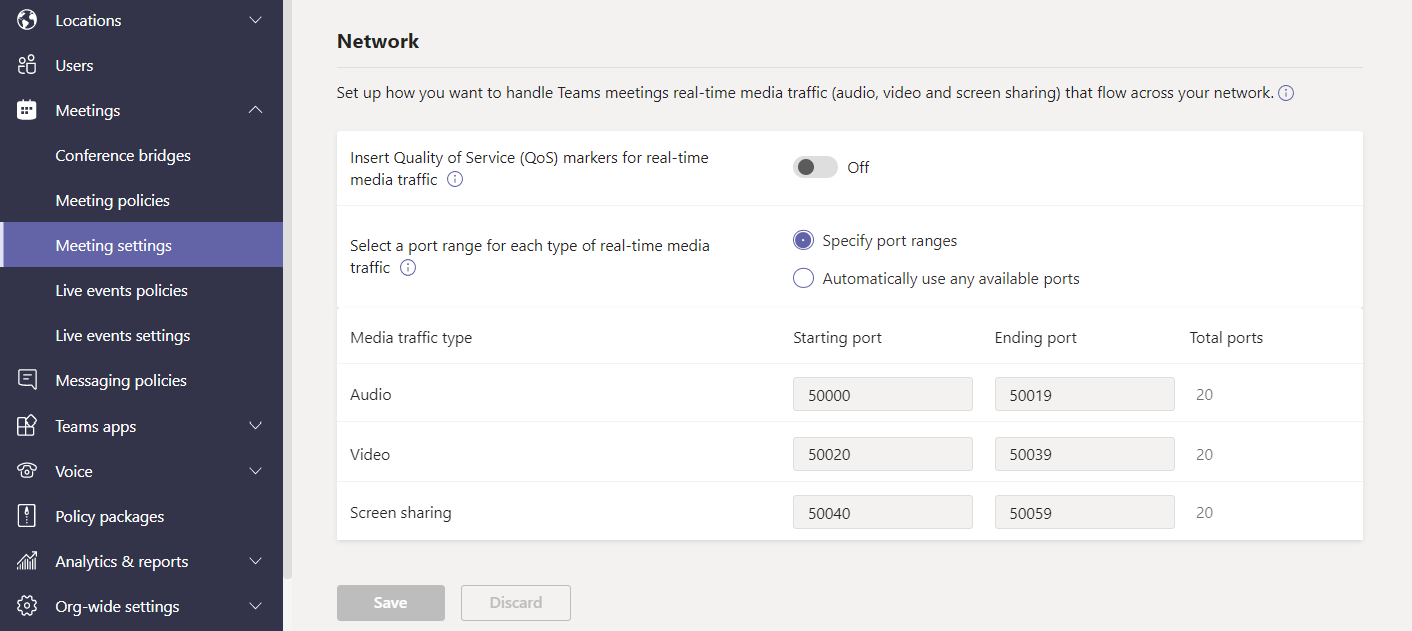 Locations
Users
Meetings
Conference bridges
Meeting policies
Meeting settings
Live events policies
Live events settings
Messaging policies
Teams apps
Voice
Policy packages
Analytics & reports
Org-wide settings
Network
Set up how you want to handle Teams meetings real-time media traffic (audio, video and screen sharing) that flow across your network.
Insert Quality of Service (QoS) markers for real-time
media traffic
Off
Select a port range for each type of real-time media
traffic
Specify port ranges
Automatically use any available ports
Media traffic type Starting port Ending port Total ports
Audio 50000 50019 20
Video 50020 50039 20
Screen sharing 50040 50059 20
Save Discard